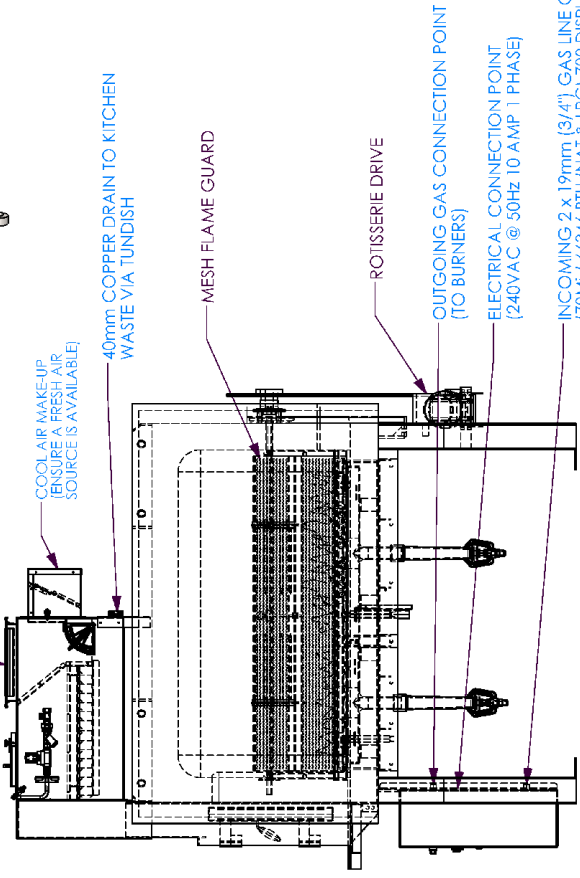 COOL AIR MAKE-UP
(ENSURE A FRESH AIR
SOURCE IS AVAILABLE)
40mm COPPER DRAIN TO KITCHEN
WASTE VIA TUNDISH
MESH FLAME GUARD
ROTISSERIE DRIVE
OUTGOING GAS CONNECTION POINT
(TO BURNERS)
ELECTRICAL CONNECTION POINT
(240VAC @ 50Hz 10 AMP 1 PHASE)
INCOMING 2 x 19mm (3/4") GAS LINE